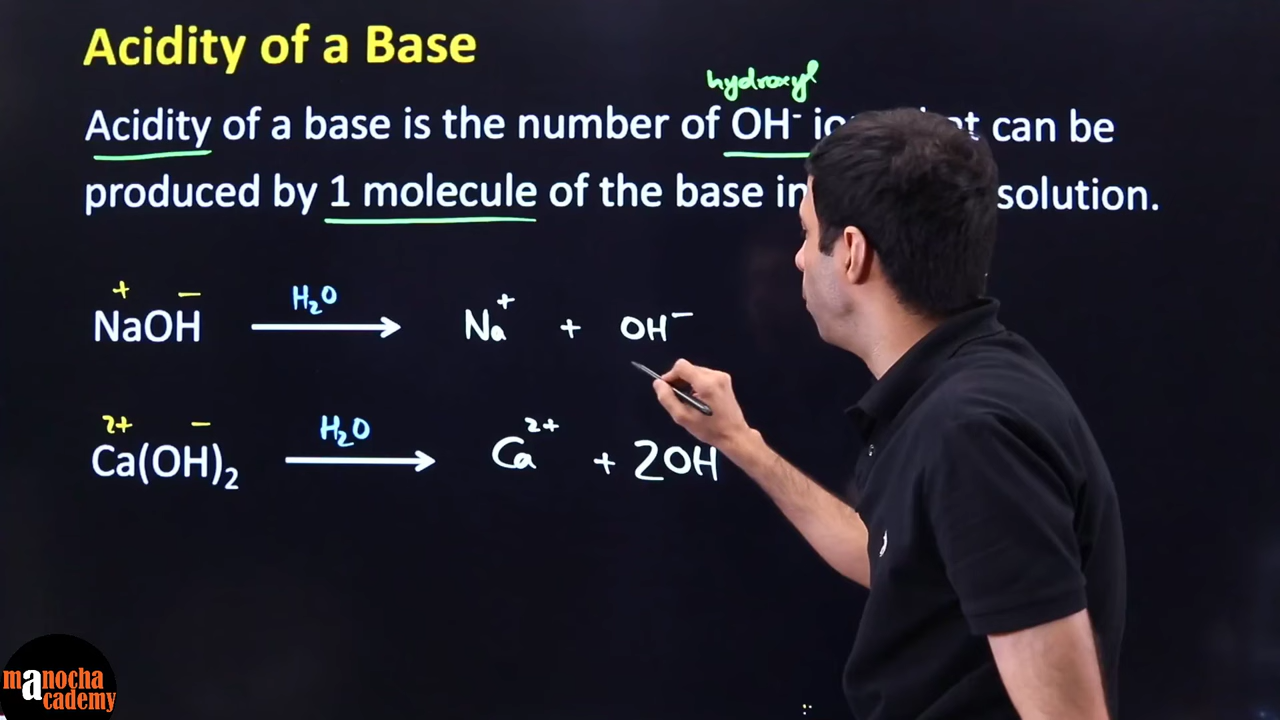 Acidity of a Base
hydroxyl
Acidity of a base is the number of OH⁻ can be
produced by 1 molecule of the base in solution.
+ −
H₂O
NaOH ⟶ Na⁺ + OH⁻
2+ −
H₂O
Ca(OH)₂ ⟶ Ca²⁺ + 2OH
manocha
academy